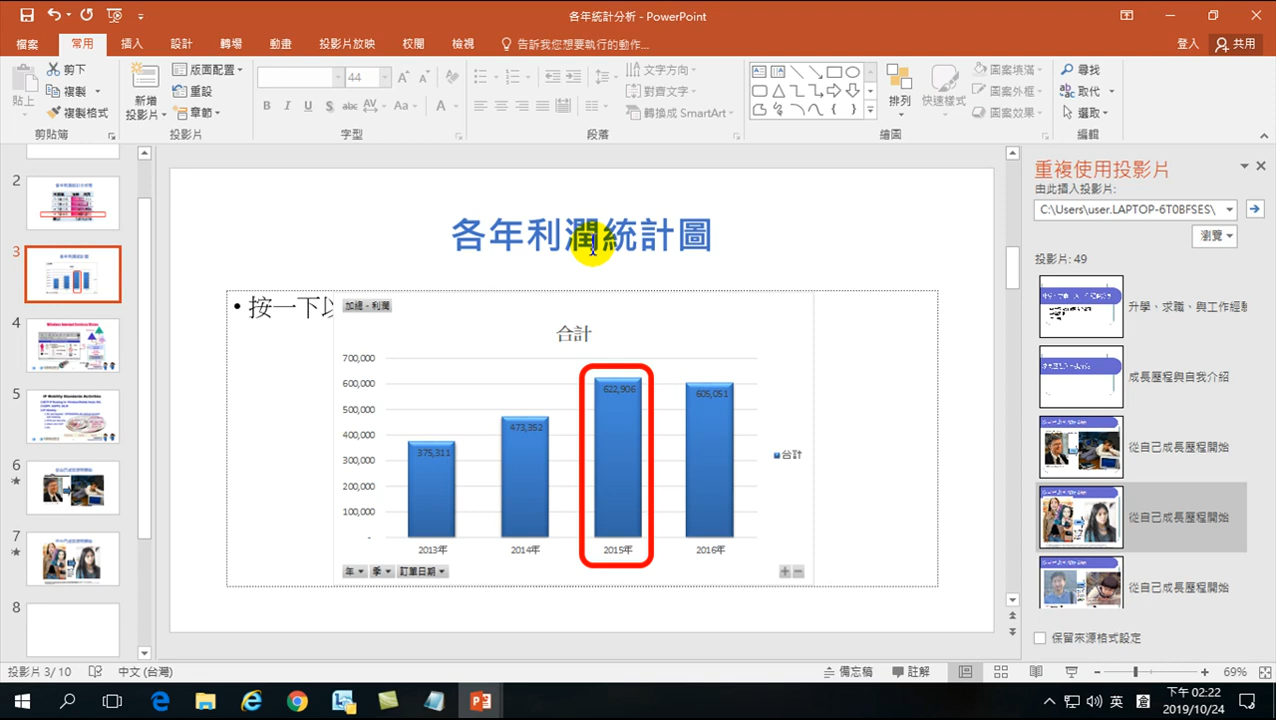 各年統計分析 - PowerPoint
檔案 常用 插入 設計 轉場 動畫 投影片放映 校閱 檢視 告訴我您想要執行的動作... 登入 共用
貼上 剪下 複製 複製格式 剪貼簿
新增投影片 版面配置 重設 章節 投影片
44
B I U S abc AV Aa A 字型
文字方向 對齊文字 轉換成 SmartArt 段落
排列 快速樣式 圖案填滿 圖案外框 圖案效果 繪圖
尋找 取代 選取 編輯
2
3
4
5
6
7
8
各年利潤統計圖
• 按一下以
加總 - 利潤
合計
700,000
600,000
500,000
400,000
300,000
200,000
100,000
-
375,311
473,352
622,906
605,051
合計
2013年 2014年 2015年 2016年
年 季 訂單日期
重複使用投影片
由此插入投影片:
C:\Users\user.LAPTOP-6T0BFSES\
瀏覽
投影片: 49
升學、求職、與工作經
成長歷程與自我介紹
從自己成長歷程開始
從自己成長歷程開始
從自己成長歷程開始
保留來源格式設定
投影片 3/ 10 中文 (台灣) 備忘稿 註解 69%
英 下午 02:22
2019/10/24